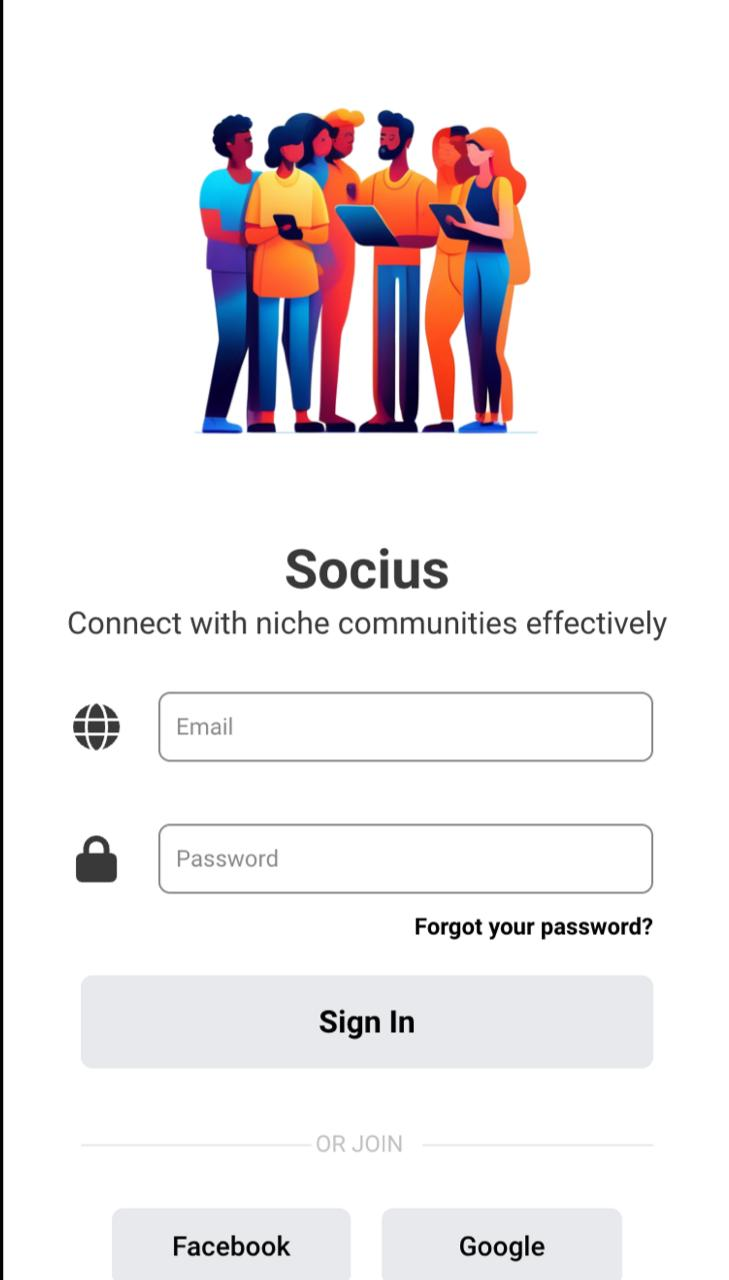 Socius
Connect with niche communities effectively
Email
Password
Forgot your password?
Sign In
OR JOIN
Facebook Google